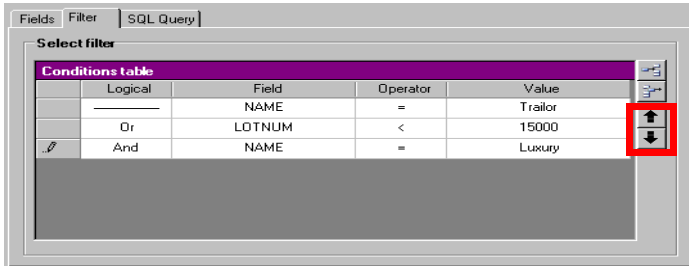 Fields Filter SQL Query
Select filter
Conditions table
Logical Field Operator Value
NAME = Trailor
Or LOTNUM < 15000
And NAME = Luxury